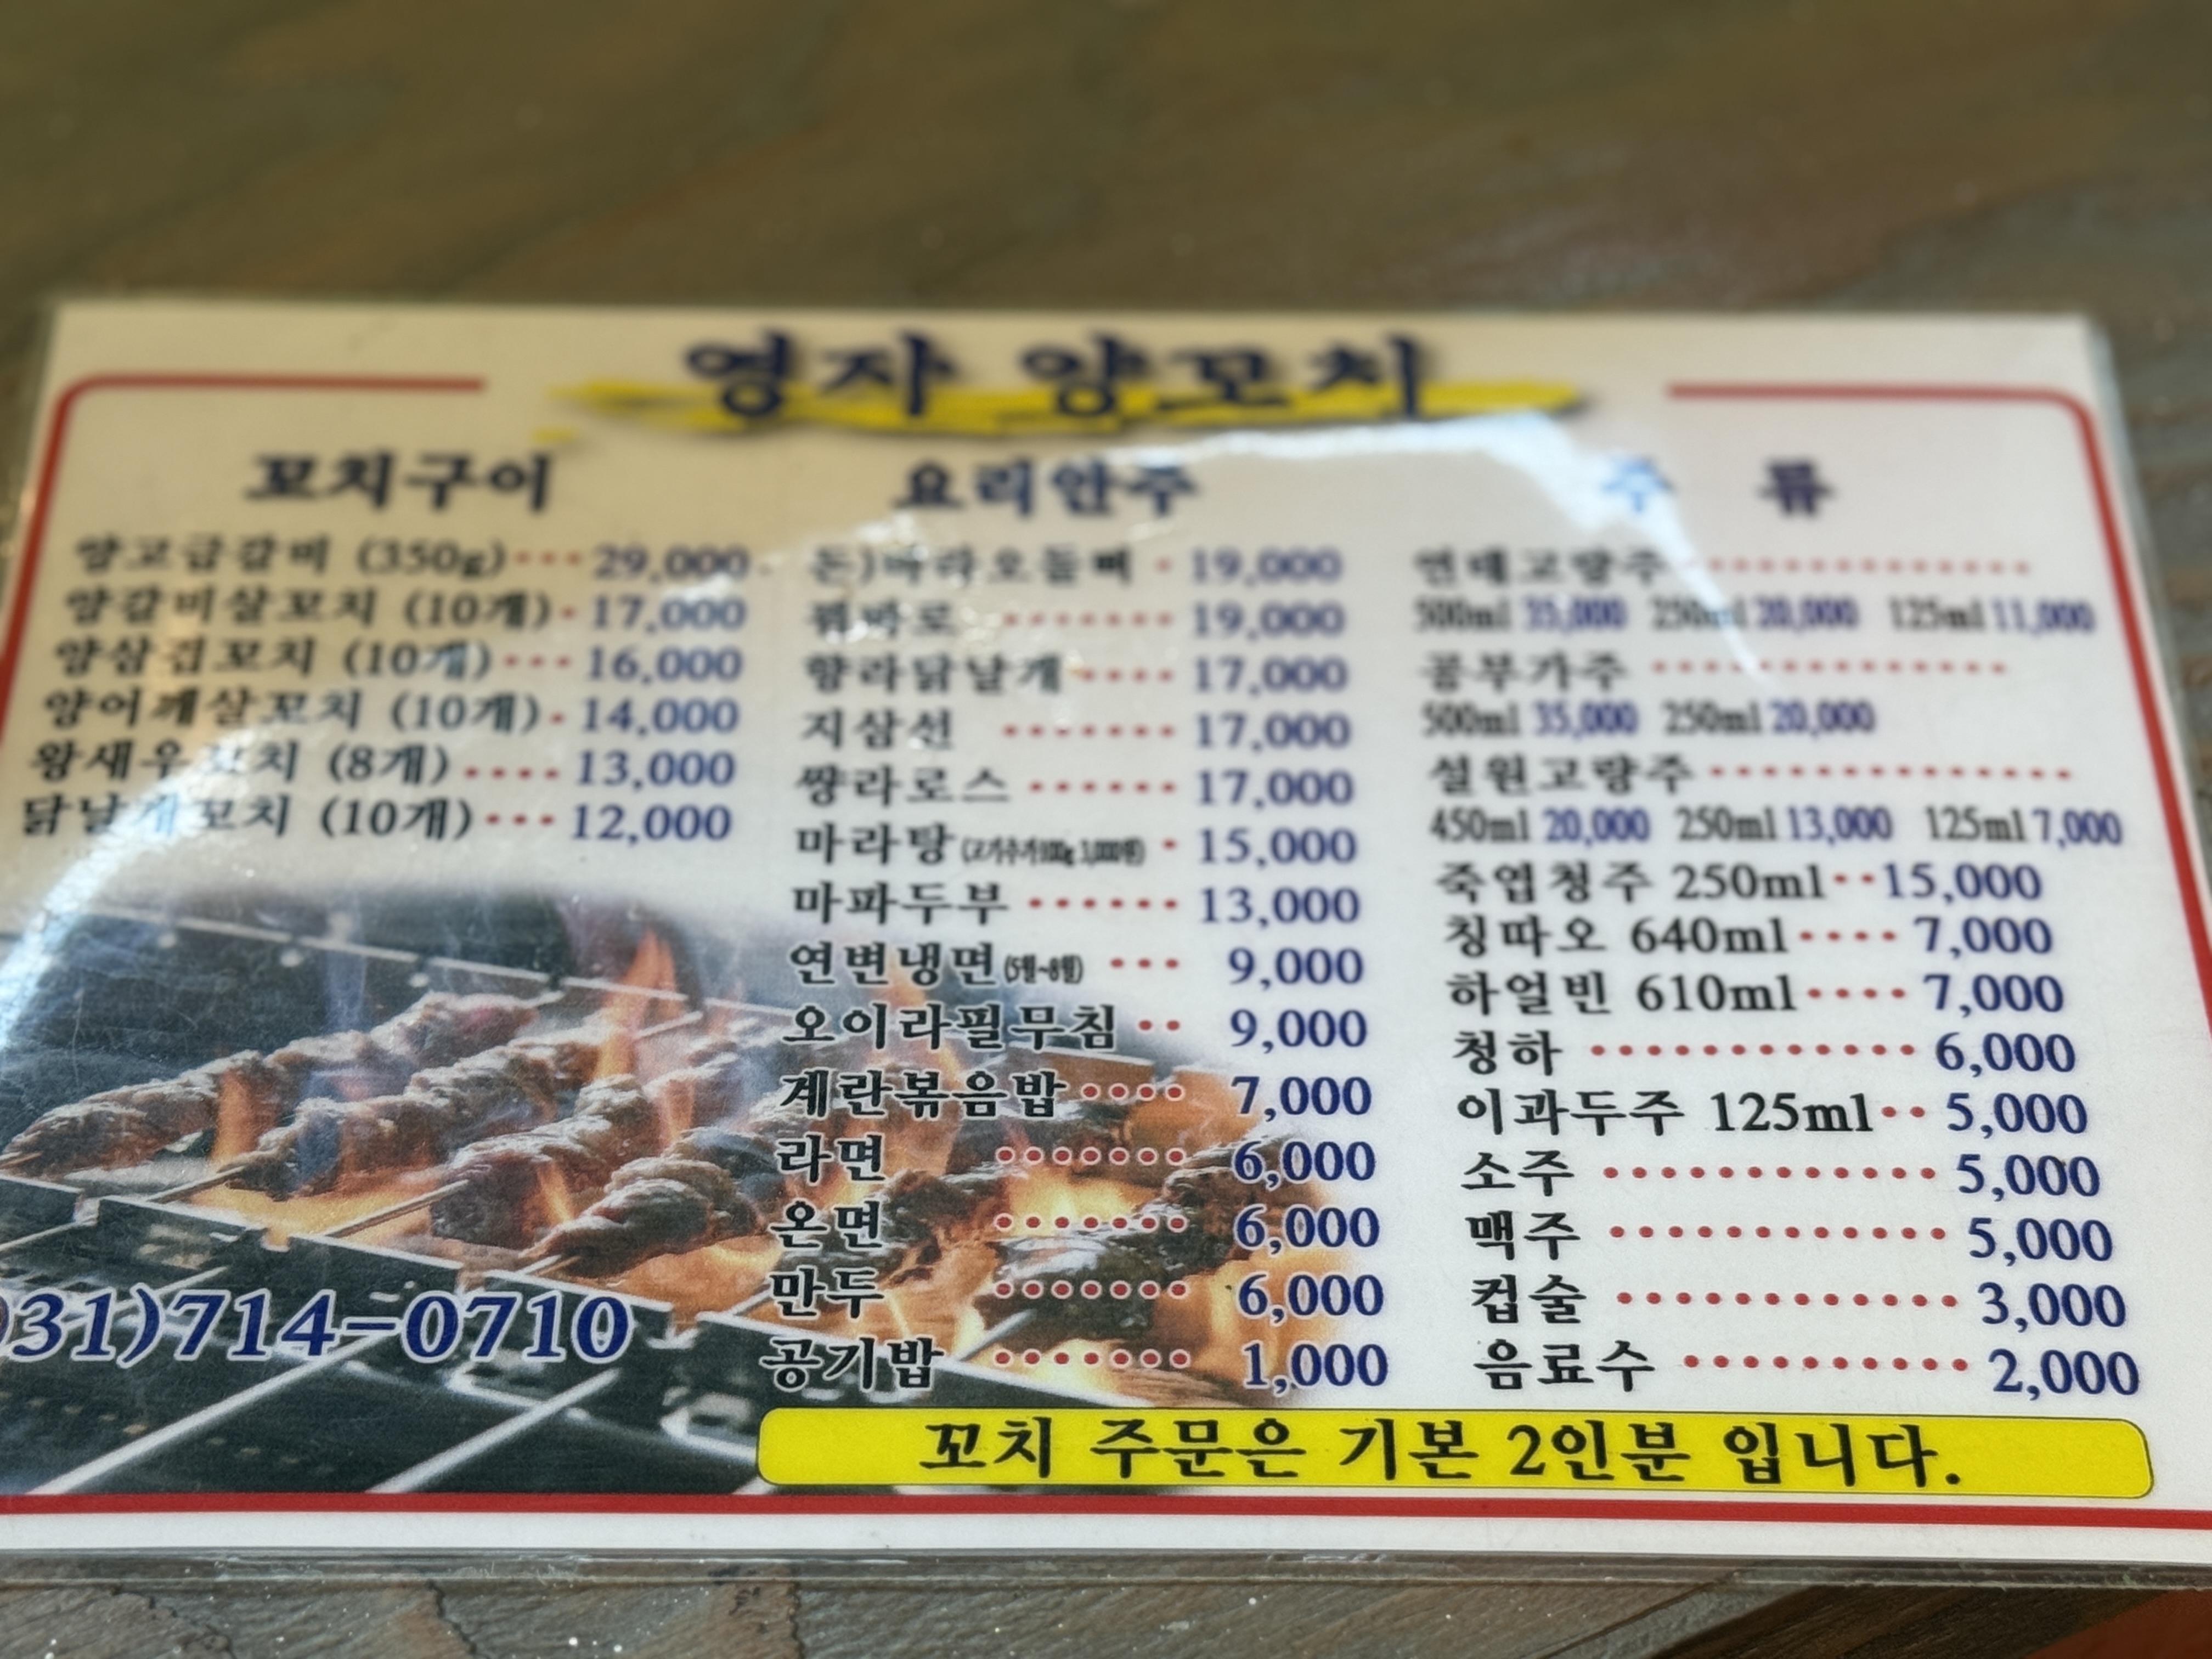 영자 양꼬치
꼬치구이
양고급갈비 (350g)···29,000
양갈비살꼬치 (10개)·17,000
양삼겹꼬치 (10개)···16,000
양어깨살꼬치 (10개)·14,000
왕새우꼬치 (8개)····13,000
닭날개꼬치 (10개)···12,000
031)714-0710
요리안주
돈)마라오돌뼈 · 19,000
꿔바로 ······· 19,000
향라닭날개···· 17,000
지삼선 ······· 17,000
쌍라로스 ······ 17,000
마라탕 · 15,000
마파두부 ······ 13,000
연변냉면(5월~8월) ··· 9,000
오이라필무침 ·· 9,000
계란볶음밥···· 7,000
라면 ······· 6,000
온면 ······· 6,000
만두 ······· 6,000
공기밥 ······· 1,000
주 류
연태고량주 ··············
500ml 35,000 250ml 20,000 125ml 11,000
공부가주 ··············
500ml 35,000 250ml 20,000
설원고량주 ··············
450ml 20,000 250ml 13,000 125ml 7,000
죽엽청주 250ml··15,000
칭따오 640ml···· 7,000
하얼빈 610ml···· 7,000
청하 ············ 6,000
이과두주 125ml·· 5,000
소주 ············ 5,000
맥주 ············ 5,000
컵술 ············ 3,000
음료수 ·········· 2,000
꼬치 주문은 기본 2인분 입니다.